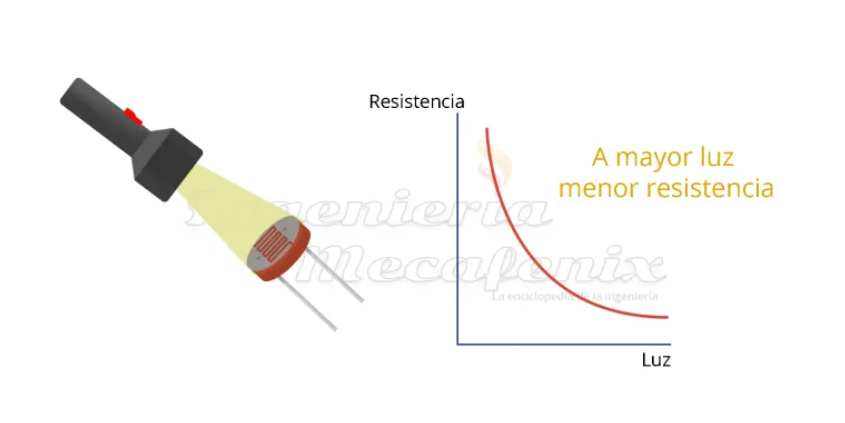 Resistencia
A mayor luz
menor resistencia
Ingenieria
Mecafenix
La enciclopedia de la ingeniería
Luz